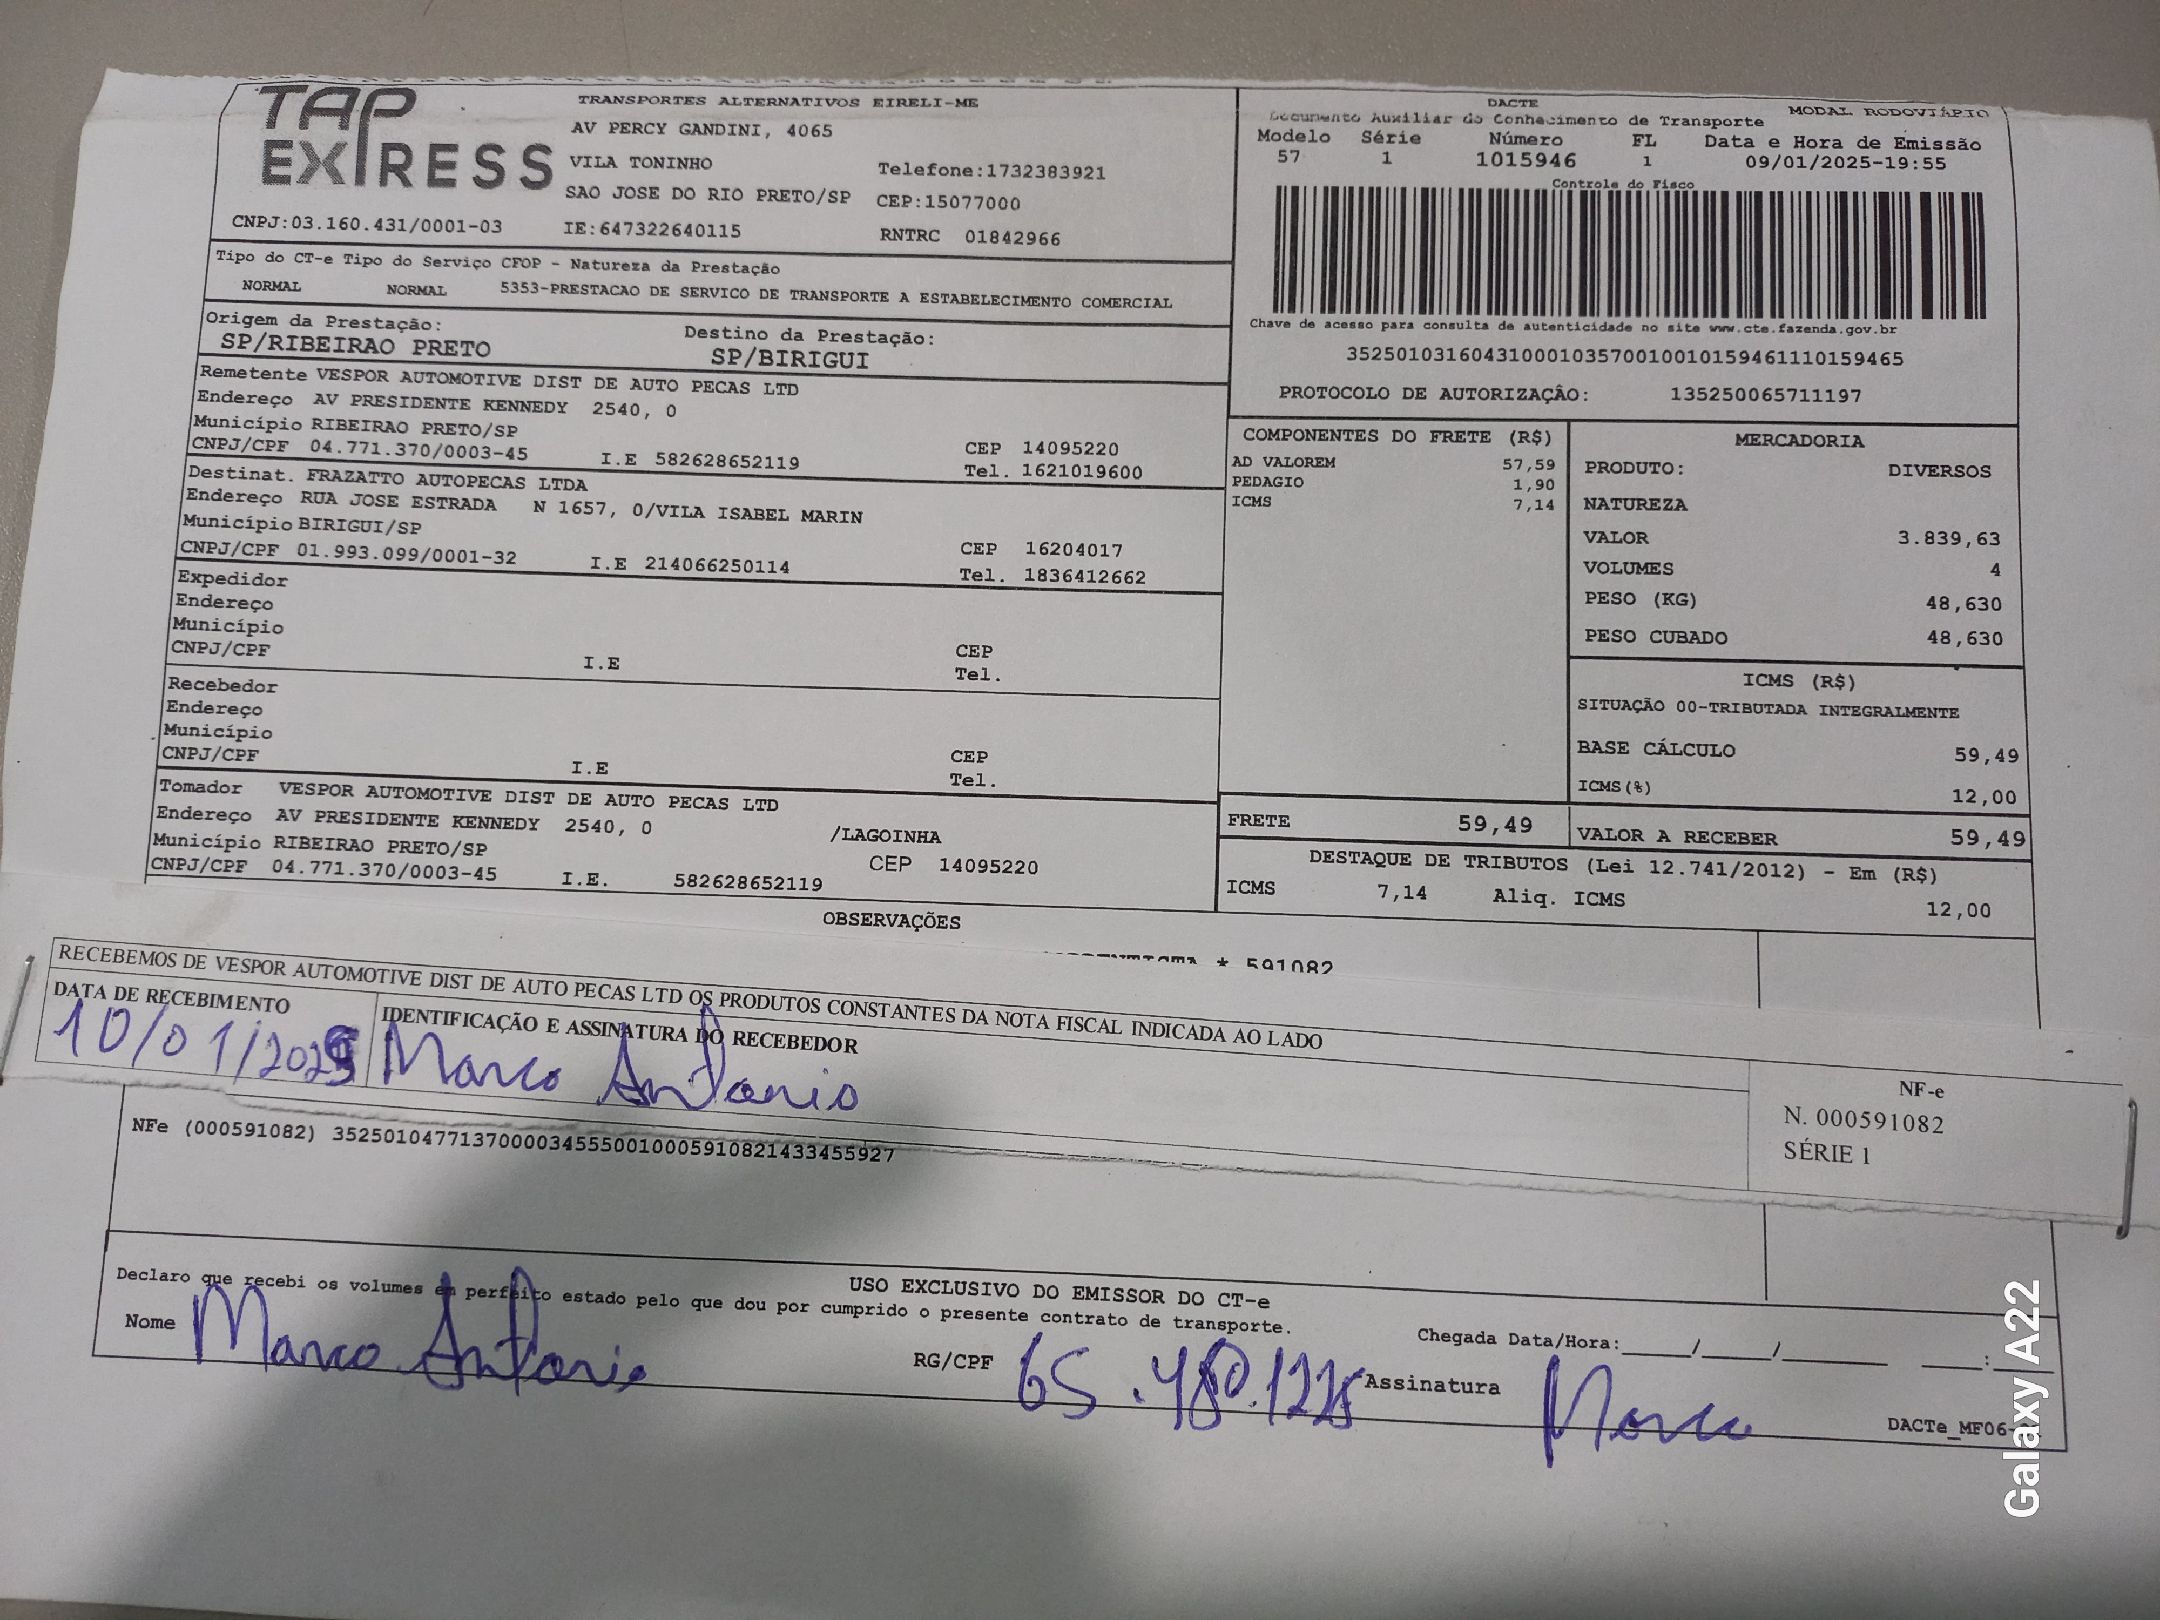 TAP EXPRESS
TRANSPORTES ALTERNATIVOS EIRELI-ME
AV PERCY GANDINI, 4065
VILA TONINHO Telefone:1732383921
SAO JOSE DO RIO PRETO/SP CEP:15077000
CNPJ:03.160.431/0001-03 IE:647322640115 RNTRC 01842966
DACTE MODAL RODOVIÁRIO
Documento Auxiliar do Conhecimento de Transporte
Modelo Série Número FL Data e Hora de Emissão
57 1 1015946 1 09/01/2025-19:55
Controle do Fisco
Chave de acesso para consulta de autenticidade no site www.cte.fazenda.gov.br
35250103160431000103570010010159461110159465
PROTOCOLO DE AUTORIZAÇÂO: 135250065711197
Tipo do CT-e Tipo do Serviço CFOP - Natureza da Prestação
NORMAL NORMAL 5353-PRESTACAO DE SERVICO DE TRANSPORTE A ESTABELECIMENTO COMERCIAL
Origem da Prestação: Destino da Prestação:
SP/RIBEIRAO PRETO SP/BIRIGUI
Remetente VESPOR AUTOMOTIVE DIST DE AUTO PECAS LTD
Endereço AV PRESIDENTE KENNEDY 2540, 0
Município RIBEIRAO PRETO/SP CEP 14095220
CNPJ/CPF 04.771.370/0003-45 I.E 582628652119 Tel. 1621019600
Destinat. FRAZATTO AUTOPECAS LTDA
Endereço RUA JOSE ESTRADA N 1657, 0/VILA ISABEL MARIN
Município BIRIGUI/SP CEP 16204017
CNPJ/CPF 01.993.099/0001-32 I.E 214066250114 Tel. 1836412662
Expedidor
Endereço
Município CEP
CNPJ/CPF I.E Tel.
Recebedor
Endereço
Município CEP
CNPJ/CPF I.E Tel.
Tomador VESPOR AUTOMOTIVE DIST DE AUTO PECAS LTD
Endereço AV PRESIDENTE KENNEDY 2540, 0 /LAGOINHA
Município RIBEIRAO PRETO/SP CEP 14095220
CNPJ/CPF 04.771.370/0003-45 I.E. 582628652119
COMPONENTES DO FRETE (R$)
AD VALOREM 57,59
PEDAGIO 1,90
ICMS 7,14
MERCADORIA
PRODUTO: DIVERSOS
NATUREZA
VALOR 3.839,63
VOLUMES 4
PESO (KG) 48,630
PESO CUBADO 48,630
ICMS (R$)
SITUAÇÃO 00-TRIBUTADA INTEGRALMENTE
BASE CÁLCULO 59,49
ICMS(%) 12,00
FRETE 59,49 VALOR A RECEBER 59,49
DESTAQUE DE TRIBUTOS (Lei 12.741/2012) - Em (R$)
ICMS 7,14 Aliq. ICMS 12,00
OBSERVAÇÕES
* 591082
RECEBEMOS DE VESPOR AUTOMOTIVE DIST DE AUTO PECAS LTD OS PRODUTOS CONSTANTES DA NOTA FISCAL INDICADA AO LADO
DATA DE RECEBIMENTO IDENTIFICAÇÃO E ASSINATURA DO RECEBEDOR
10/01/2025 Marco Antonio
NF-e
N. 000591082
SÉRIE 1
NFe (000591082) 35250104771370000345550010005910821433455927
USO EXCLUSIVO DO EMISSOR DO CT-e
Declaro que recebi os volumes em perfeito estado pelo que dou por cumprido o presente contrato de transporte.
Chegada Data/Hora:_____/_____/________ ____:____
Nome Marco Antonio RG/CPF Assinatura Marco
DACTe_MF06-
Galaxy A22